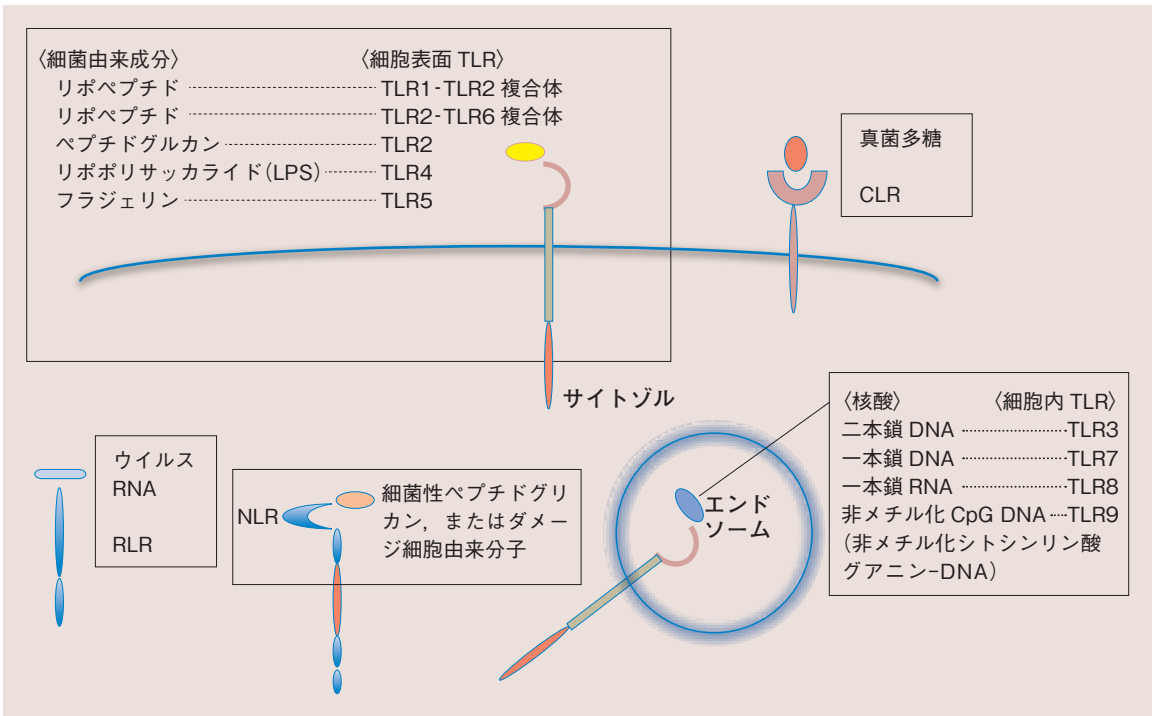 〈細菌由来成分〉 〈細胞表面 TLR〉
リポペプチド TLR1-TLR2 複合体
リポペプチド TLR2-TLR6 複合体
ペプチドグルカン TLR2
リポポリサッカライド(LPS) TLR4
フラジェリン TLR5
真菌多糖
CLR
サイトゾル
〈核酸〉 〈細胞内 TLR〉
二本鎖 DNA TLR3
一本鎖 DNA TLR7
一本鎖 RNA TLR8
非メチル化 CpG DNA TLR9
(非メチル化シトシンリン酸
グアニン-DNA)
ウイルス
RNA
RLR
NLR
細菌性ペプチドグリ
カン，またはダメー
ジ細胞由来分子
エンド
ソーム